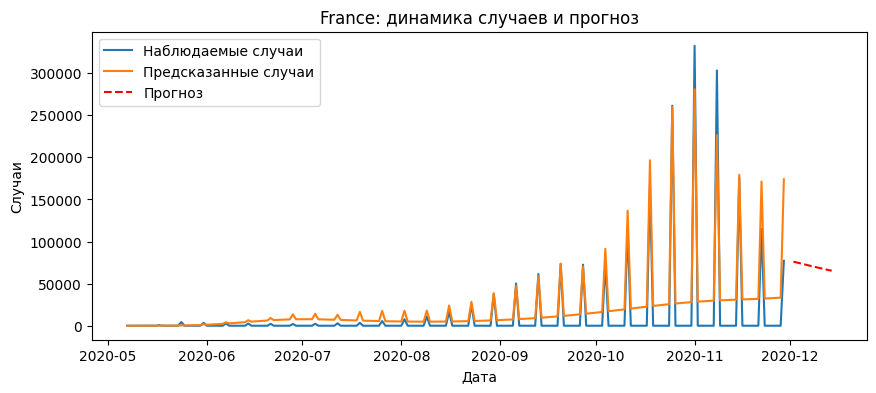 France: динамика случаев и прогноз
Наблюдаемые случаи
Предсказанные случаи
Прогноз
Случаи
300000
250000
200000
150000
100000
50000
0
2020-05 2020-06 2020-07 2020-08 2020-09 2020-10 2020-11 2020-12
Дата